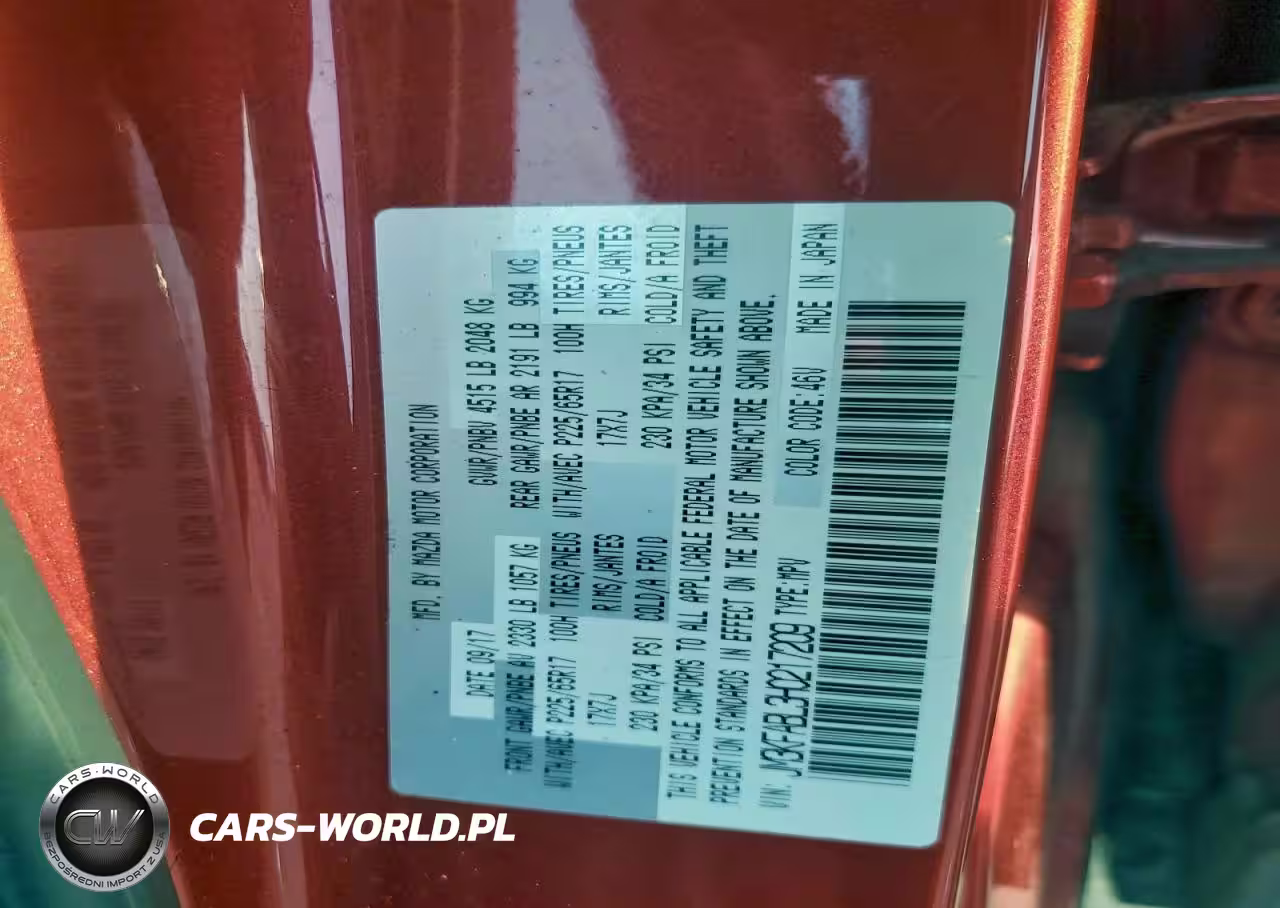 MFD. BY MAZDA MOTOR CORPORATION
DATE 09/17 GVWR/PNBV 4515 LB 2048 KG
FRONT GAWR/PNBE AV 2330 LB 1057 KG REAR GAWR/PNBE AR 2191 LB 994 KG
WITH/AVEC P225/65R17 100H TIRES/PNEUS WITH/AVEC P225/65R17 100H TIRES/PNEUS
17X7J RIMS/JANTES 17X7J RIMS/JANTES
230 KPA/34 PSI COLD/A FROID 230 KPA/34 PSI COLD/A FROID
THIS VEHICLE CONFORMS TO ALL APPLICABLE FEDERAL MOTOR VEHICLE SAFETY AND THEFT
PREVENTION STANDARDS IN EFFECT ON THE DATE OF MANUFACTURE SHOWN ABOVE.
VIN: JM3KFABL3H0217209 TYPE:MPV COLOR CODE:46V MADE IN JAPAN
CARS-WORLD
CW
BEZPOŚREDNI IMPORT Z USA
CARS-WORLD.PL